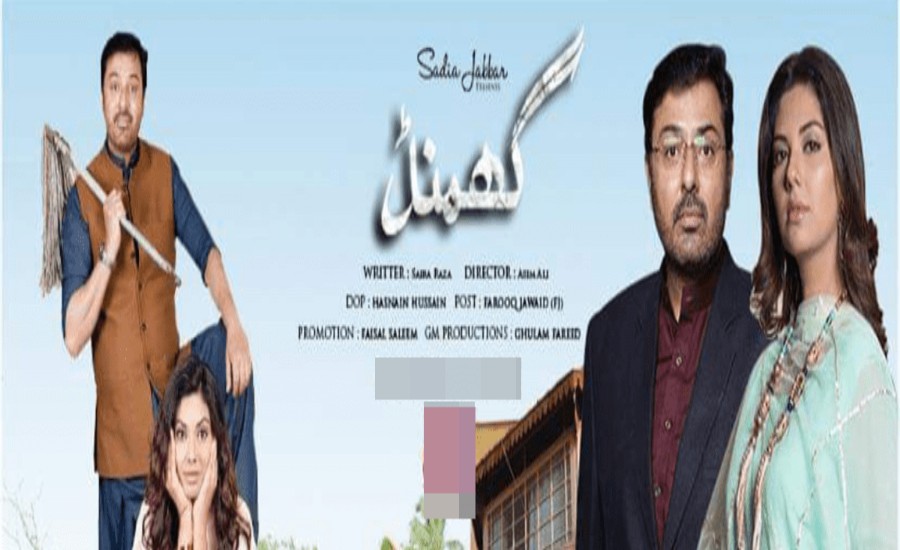 Sadia Jabbar
PRESENTS
گھمنڈ
WRITTER : SAIRA RAZA DIRECTOR : ASIM ALI
DOP : HASNAIN HUSSAIN POST : FAROOQ JAWAID (FJ)
PROMOTION : FAISAL SALEEM GM PRODUCTIONS : GHULAM FAREED